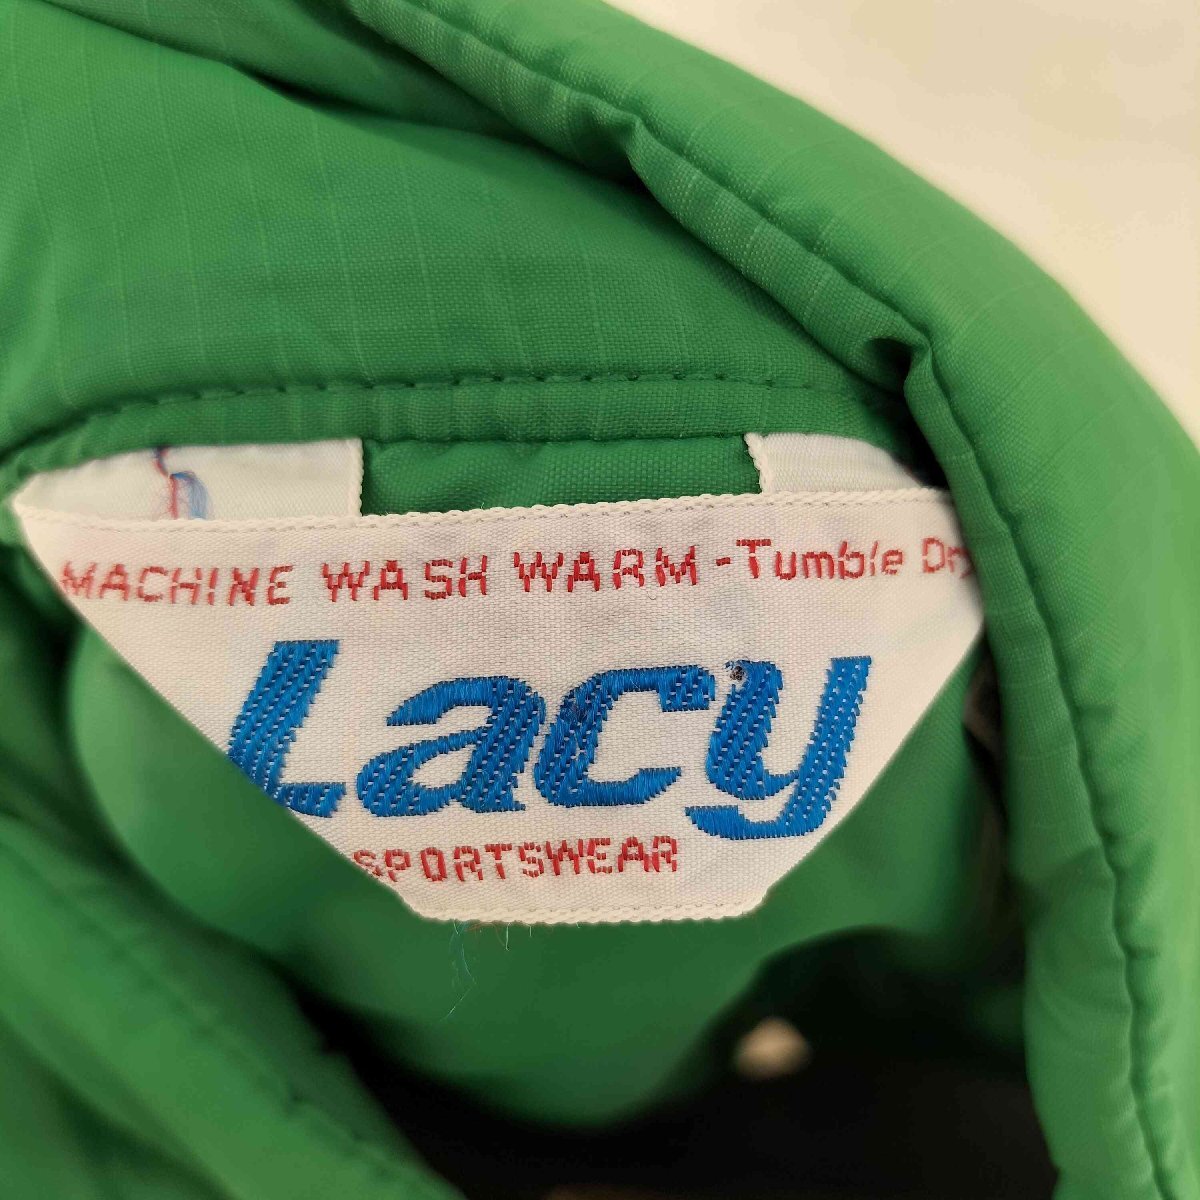 MACHINE WASH WARM - Tumble Dry
Lacy
SPORTSWEAR